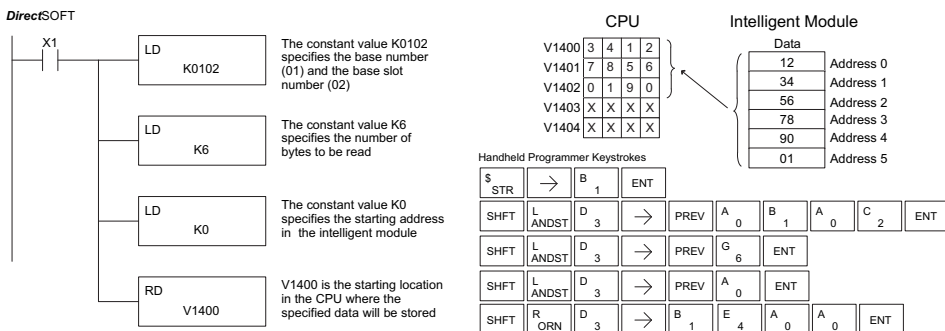 DirectSOFT
X1
LD
K0102
The constant value K0102
specifies the base number
(01) and the base slot
number (02)
LD
K6
The constant value K6
specifies the number of
bytes to be read
LD
K0
The constant value K0
specifies the starting address
in the intelligent module
RD
V1400
V1400 is the starting location
in the CPU where the
specified data will be stored
CPU
V1400 3 4 1 2
V1401 7 8 5 6
V1402 0 1 9 0
V1403 X X X X
V1404 X X X X
Intelligent Module
Data
12 Address 0
34 Address 1
56 Address 2
78 Address 3
90 Address 4
01 Address 5
Handheld Programmer Keystrokes
$ STR → B 1 ENT
SHFT L ANDST D 3 → PREV A 0 B 1 A 0 C 2 ENT
SHFT L ANDST D 3 → PREV G 6 ENT
SHFT L ANDST D 3 → PREV A 0 ENT
SHFT R ORN D 3 → B 1 E 4 A 0 A 0 ENT